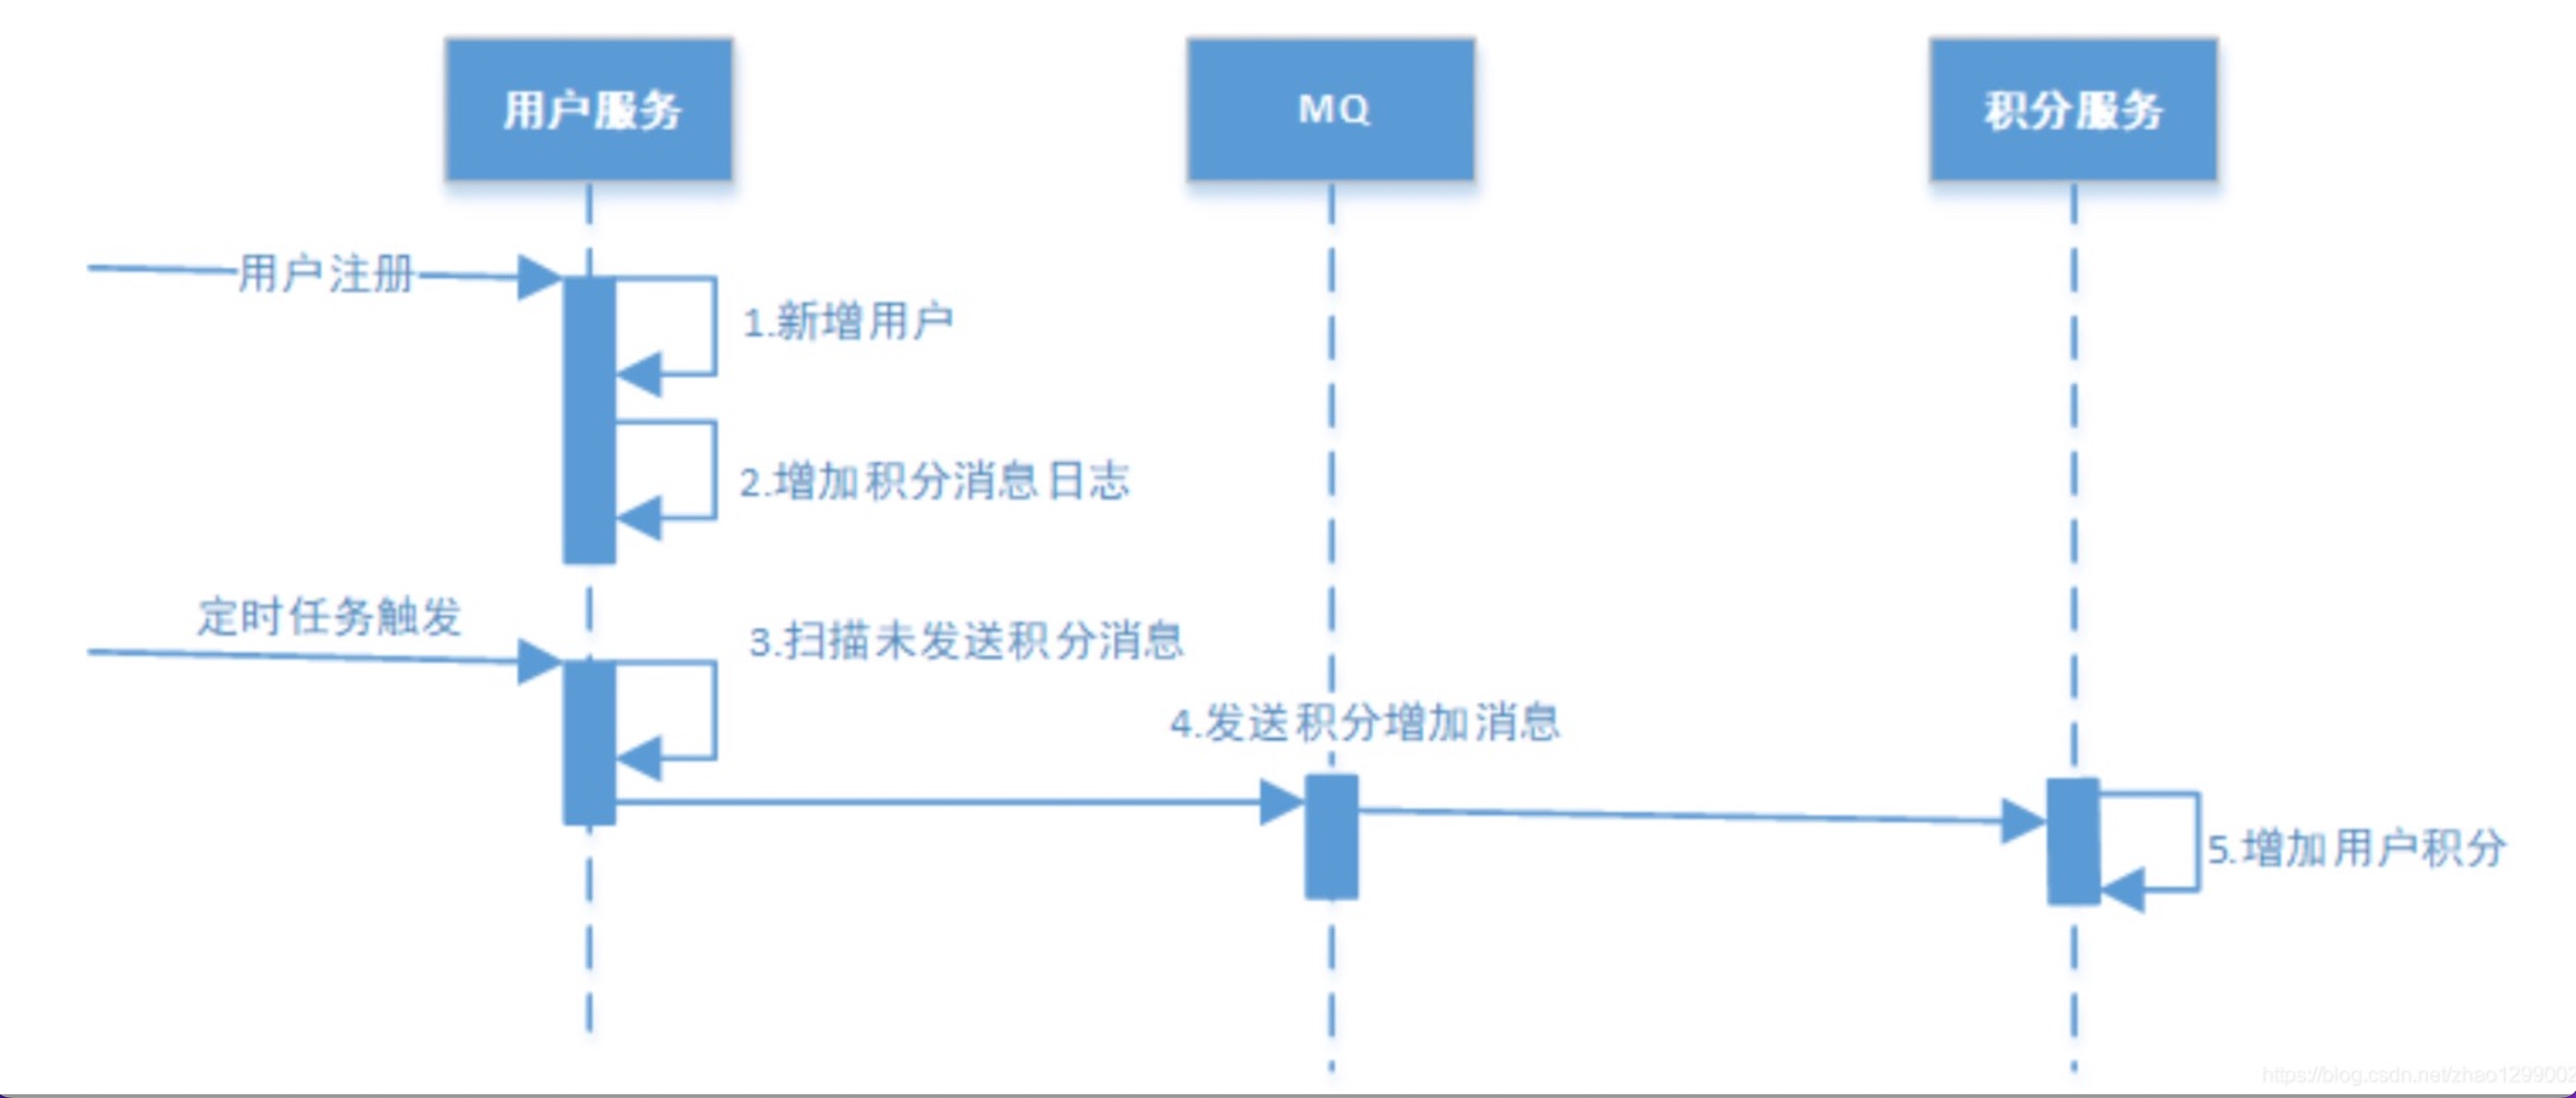 用户服务
MQ
积分服务
用户注册
1.新增用户
2.增加积分消息日志
定时任务触发
3.扫描未发送积分消息
4.发送积分增加消息
5.增加用户积分
https://blog.csdn.net/zhao1299002